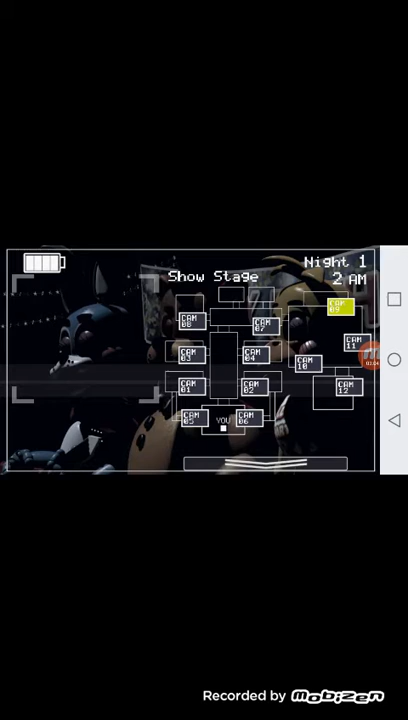 Night 1
Show Stage
2 AM
CAM
09
CAM
08
CAM
07
CAM
11
CAM
03
CAM
04
CAM
10
CAM
01
CAM
02
CAM
12
CAM
05
YOU
CAM
06
Recorded by mobizen